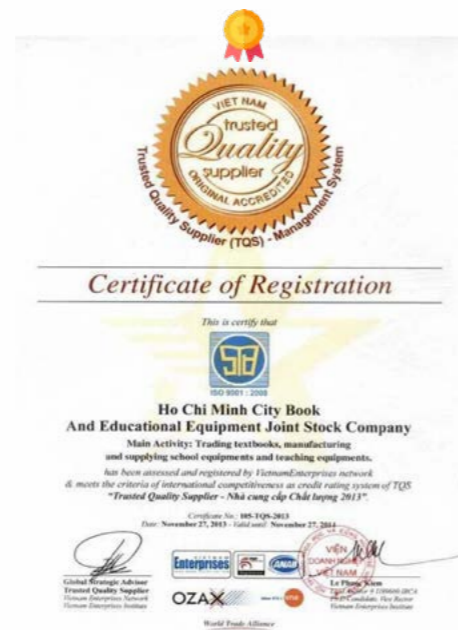 VIET NAM
trusted
Quality
supplier
ORIGINAL ACCREDITED
Trusted Quality Supplier (TQS) - Management System
Certificate of Registration
This is certify that
STB
ISO 9001 : 2008
Ho Chi Minh City Book
And Educational Equipment Joint Stock Company
Main Activity: Trading textbooks, manufacturing
and supplying school equipments and teaching equipments.
has been assessed and registered by VietnamEnterprises network
& meets the criteria of international competitiveness as credit rating system of TQS
"Trusted Quality Supplier - Nhà cung cấp Chất lượng 2013".
Certificate No.: 105-TQS-2013
Date: November 27, 2013 - Valid until: November 27, 2014
Global Strategic Advisor
Trusted Quality Supplier
Vietnam Enterprises Network
Vietnam Enterprises Institute
VIETNAM
Enterprises
ANAB
OZAX
World Trade Alliance
VIỆN
DOANH NGHIỆP
VIỆT NAM
Vietnam Enterprises Institute